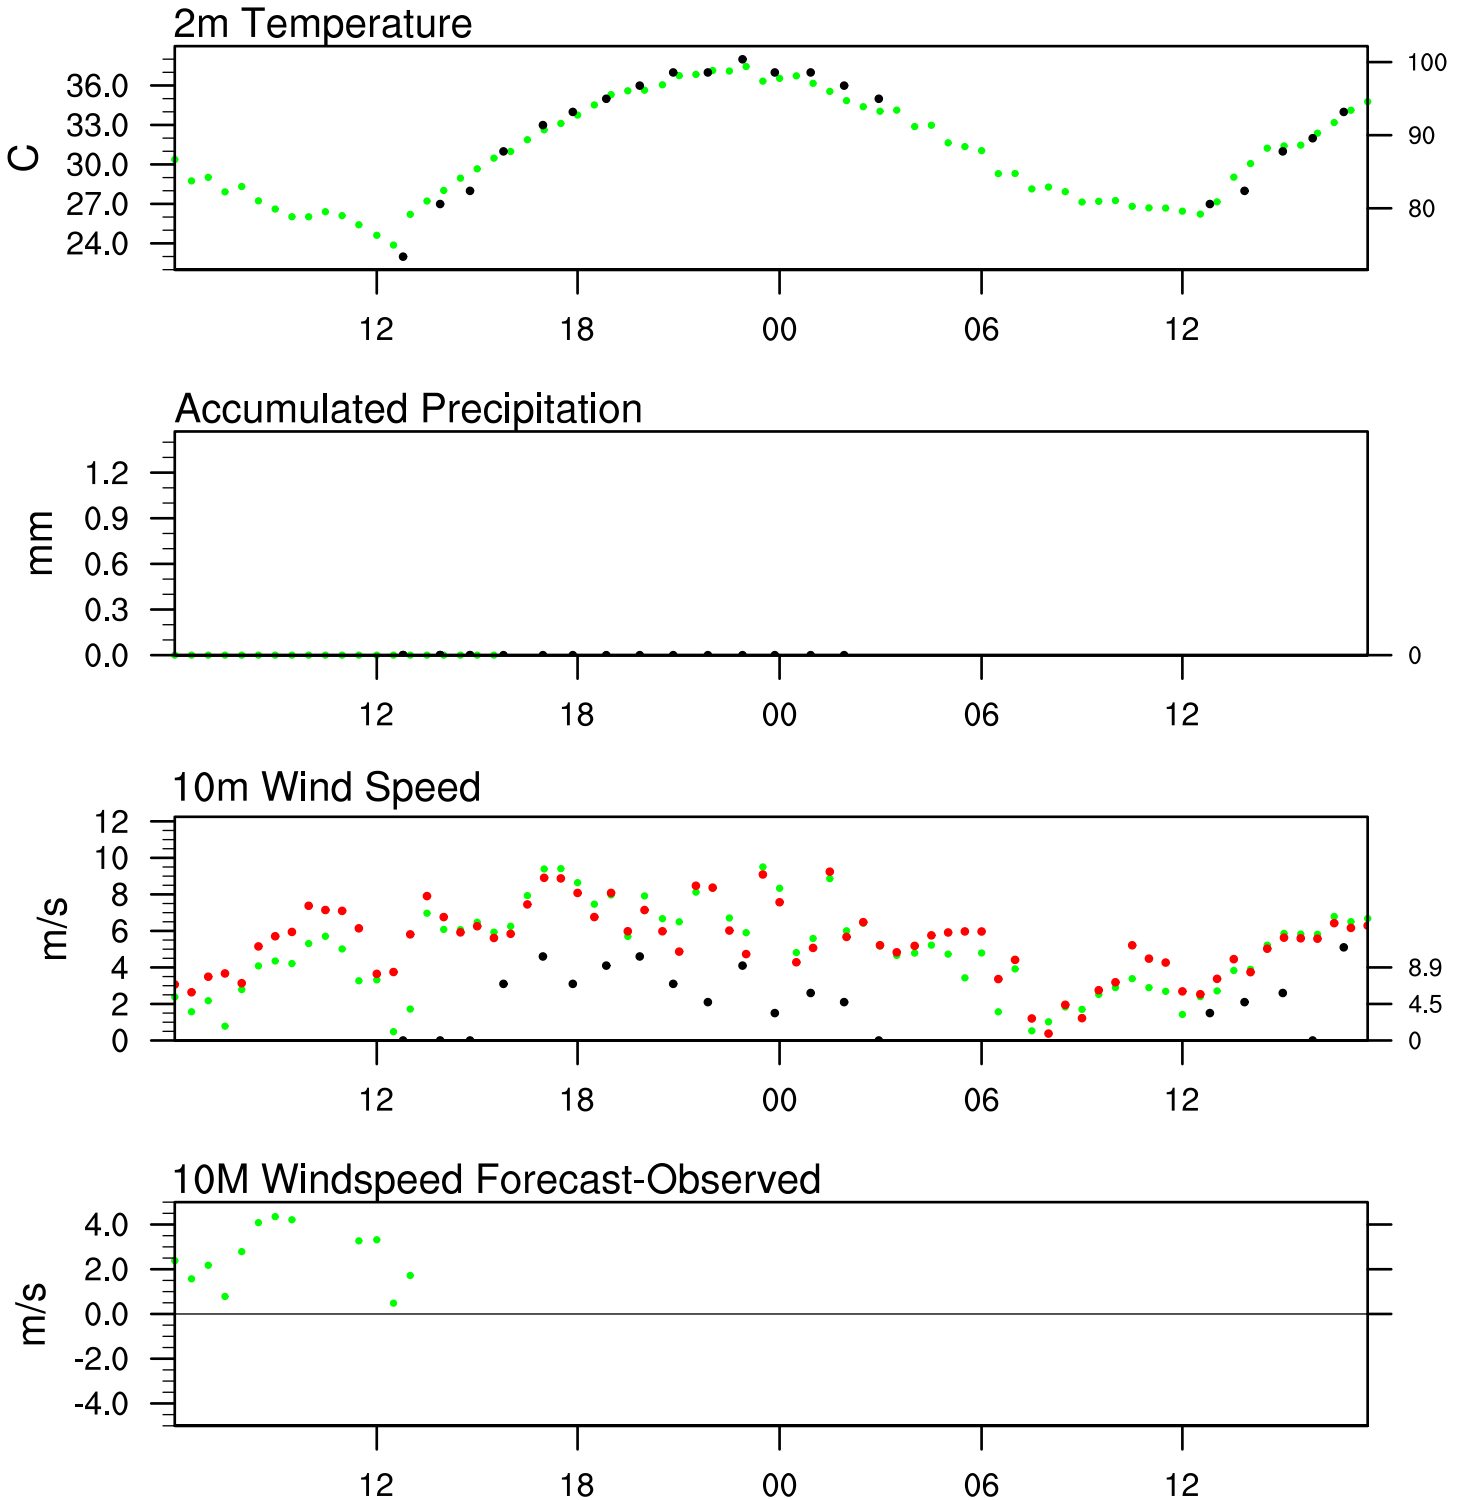 2m Temperature
C
36.0
33.0
30.0
27.0
24.0
100
90
80
12 18 00 06 12
Accumulated Precipitation
mm
1.2
0.9
0.6
0.3
0.0
0
12 18 00 06 12
10m Wind Speed
m/s
12
10
8
6
4
2
0
8.9
4.5
0
12 18 00 06 12
10M Windspeed Forecast-Observed
m/s
4.0
2.0
0.0
-2.0
-4.0
12 18 00 06 12